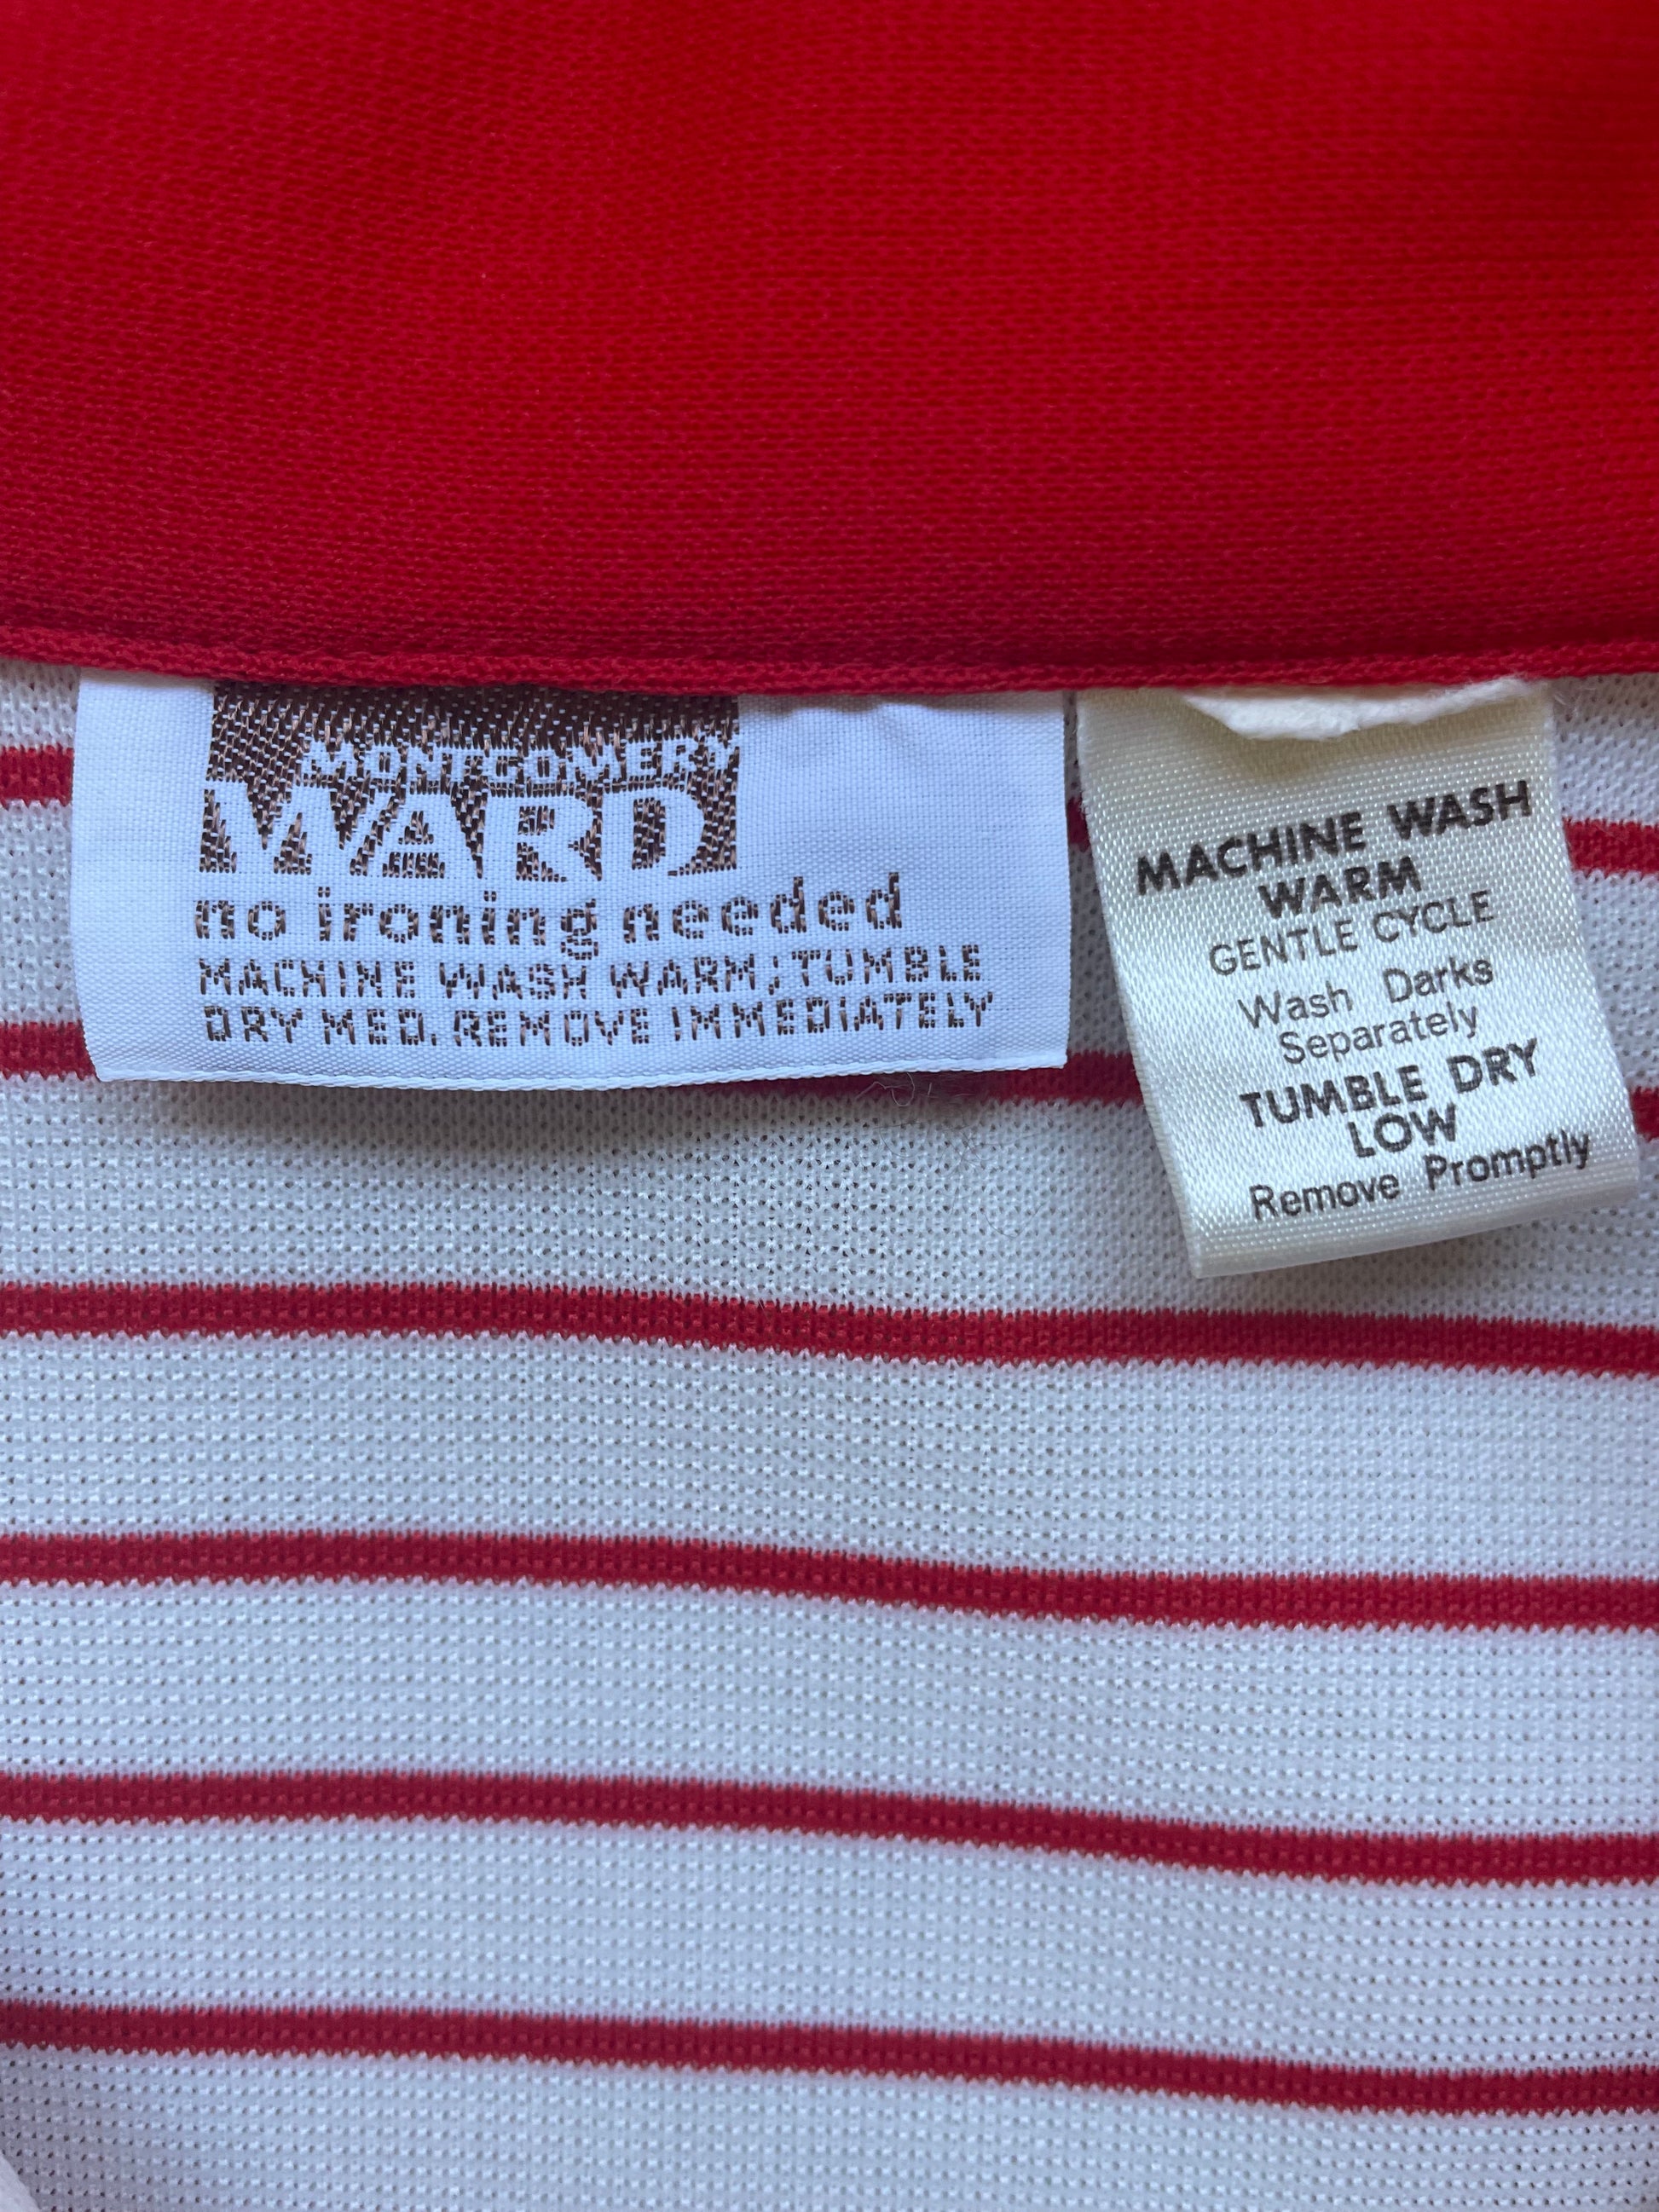 MONTGOMERY
WARD
no ironing needed
MACHINE WASH WARM; TUMBLE
DRY MED. REMOVE IMMEDIATELY
MACHINE WASH
WARM
GENTLE CYCLE
Wash Darks
Separately
TUMBLE DRY
LOW
Remove Promptly